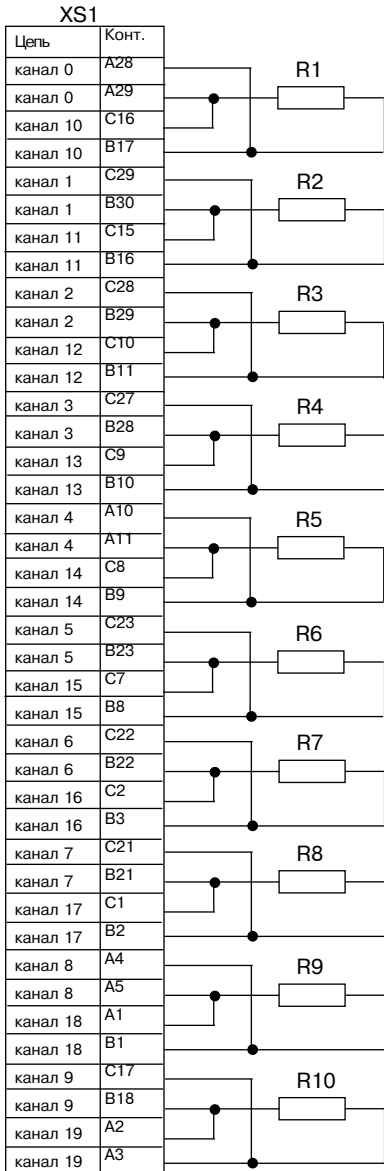 XS1
Цепь Конт.
канал 0 A28
R1
канал 0 A29
канал 10 C16
канал 10 B17
канал 1 C29
R2
канал 1 B30
канал 11 C15
канал 11 B16
канал 2 C28
R3
канал 2 B29
канал 12 C10
канал 12 B11
канал 3 C27
R4
канал 3 B28
канал 13 C9
канал 13 B10
канал 4 A10
R5
канал 4 A11
канал 14 C8
канал 14 B9
канал 5 C23
R6
канал 5 B23
канал 15 C7
канал 15 B8
канал 6 C22
R7
канал 6 B22
канал 16 C2
канал 16 B3
канал 7 C21
R8
канал 7 B21
канал 17 C1
канал 17 B2
канал 8 A4
R9
канал 8 A5
канал 18 A1
канал 18 B1
канал 9 C17
R10
канал 9 B18
канал 19 A2
канал 19 A3